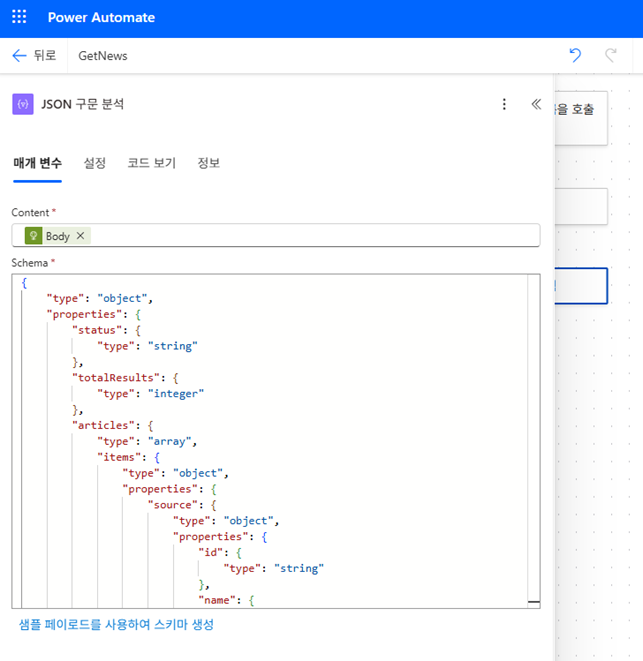 Power Automate
뒤로 GetNews
JSON 구문 분석
을 호출
매개 변수 설정 코드 보기 정보
Content *
Body
Schema *
{
"type": "object",
"properties": {
"status": {
"type": "string"
},
"totalResults": {
"type": "integer"
},
"articles": {
"type": "array",
"items": {
"type": "object",
"properties": {
"source": {
"type": "object",
"properties": {
"id": {
"type": "string"
},
"name": {
샘플 페이로드를 사용하여 스키마 생성